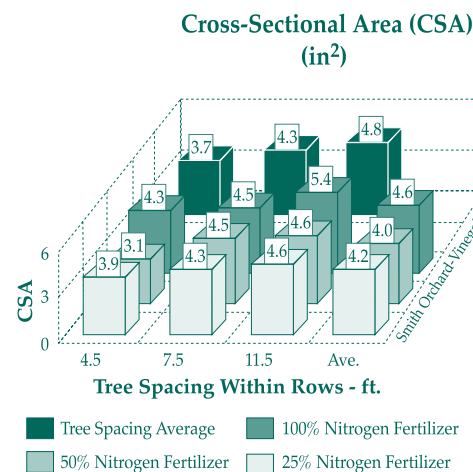 Cross-Sectional Area (CSA)
(in²)
3.7
4.3
4.8
4.3
4.5
5.4
4.6
3.1
4.5
4.6
4.0
3.9
4.3
4.6
4.2
6
3
0
CSA
4.5 7.5 11.5 Ave.
Smith Orchard-Vine
Tree Spacing Within Rows - ft.
Tree Spacing Average 100% Nitrogen Fertilizer
50% Nitrogen Fertilizer 25% Nitrogen Fertilizer